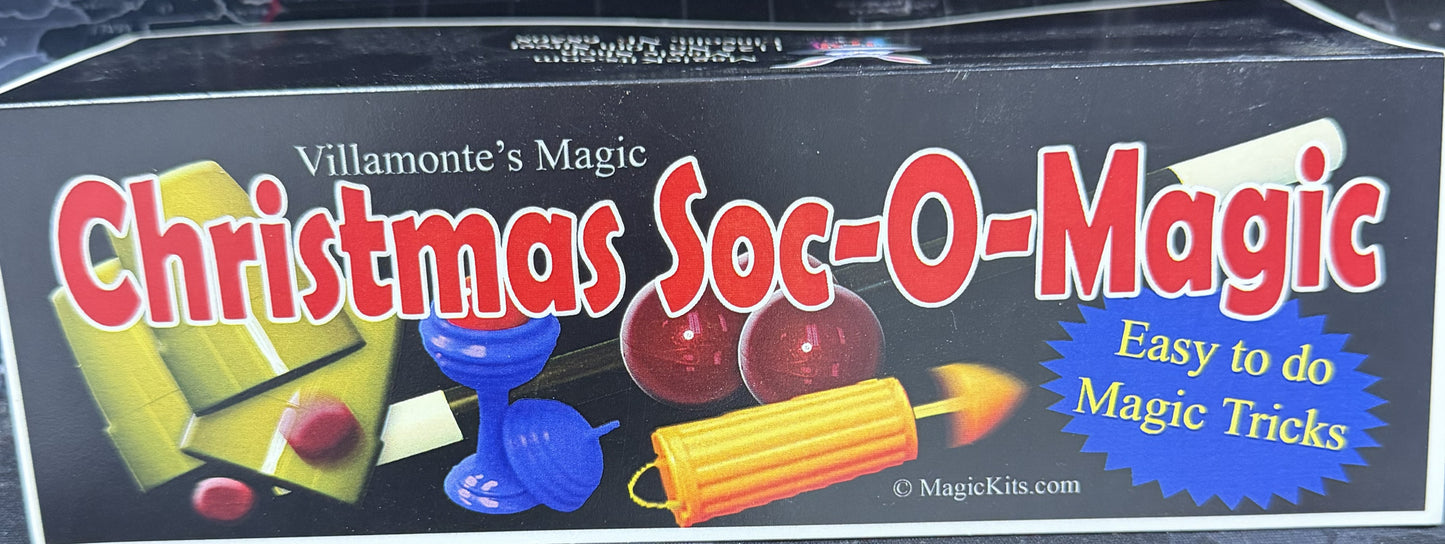 Villamonte's Magic
Christmas Soc-O-Magic
Easy to do
Magic Tricks
© MagicKits.com